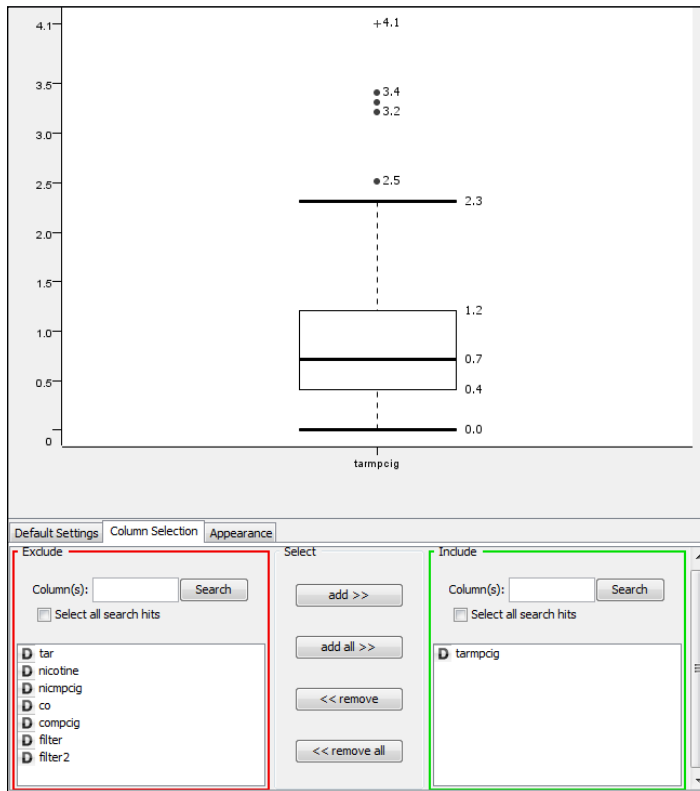 4.1
+4.1
3.5
3.4
3.2
3.0
2.5
2.5
2.3
2.0
1.5
1.2
1.0
0.7
0.5
0.4
0.0
0
tarmpcig
Default Settings Column Selection Appearance
Exclude Select Include
Column(s): Search add >> Column(s): Search
Select all search hits Select all search hits
add all >>
D tar D tarmpcig
D nicotine
D nicmpcig << remove
D co
D compcig
D filter << remove all
D filter2